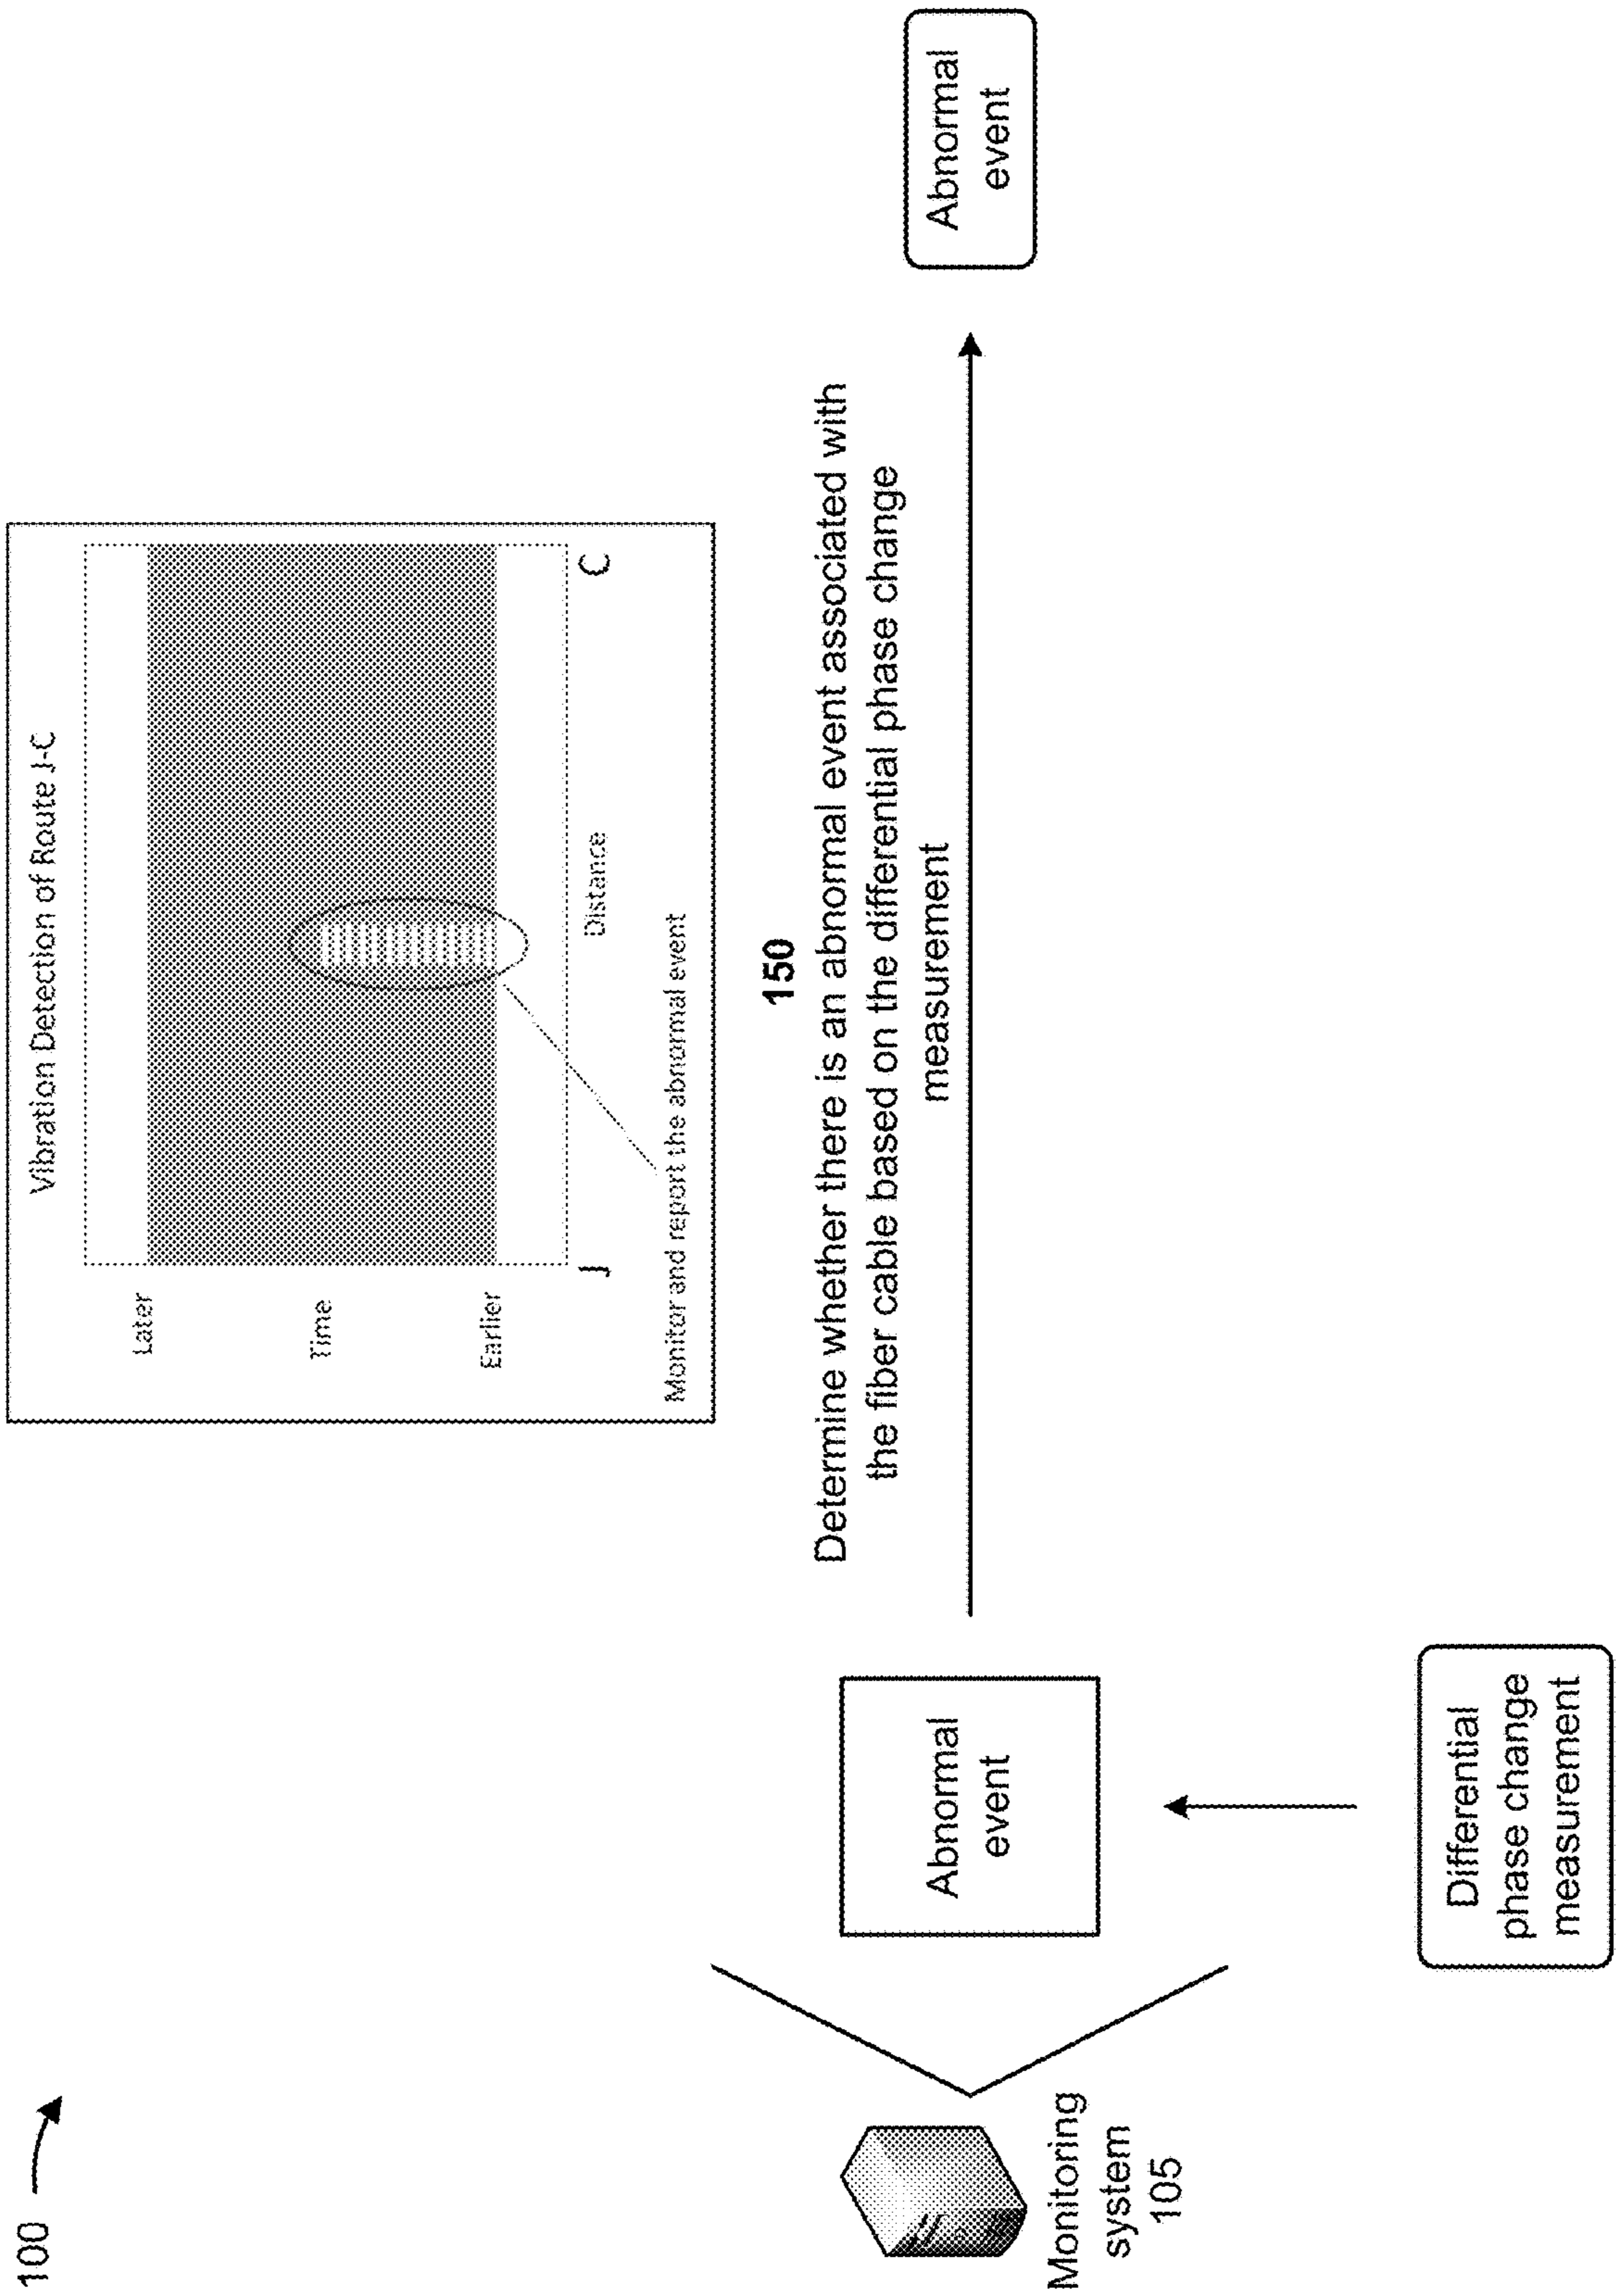 100
Vibration Detection of Route J-C
Later
Time
Earlier
J
C
Distance
Monitor and report the abnormal event
150
Determine whether there is an abnormal event associated with
the fiber cable based on the differential phase change
measurement
Monitoring
system
105
Abnormal
event
Abnormal
event
Differential
phase change
measurement